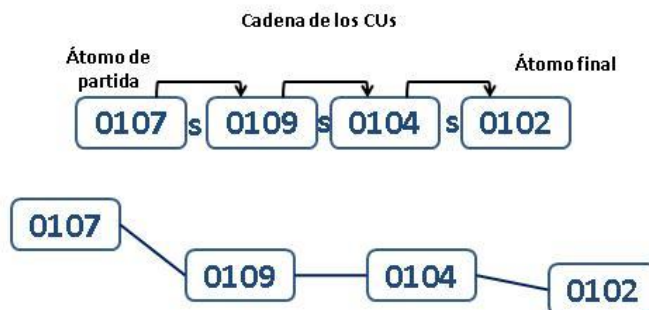 Cadena de los CUs
Átomo de
partida
Átomo final
0107 s 0109 s 0104 s 0102
0107
0109
0104
0102